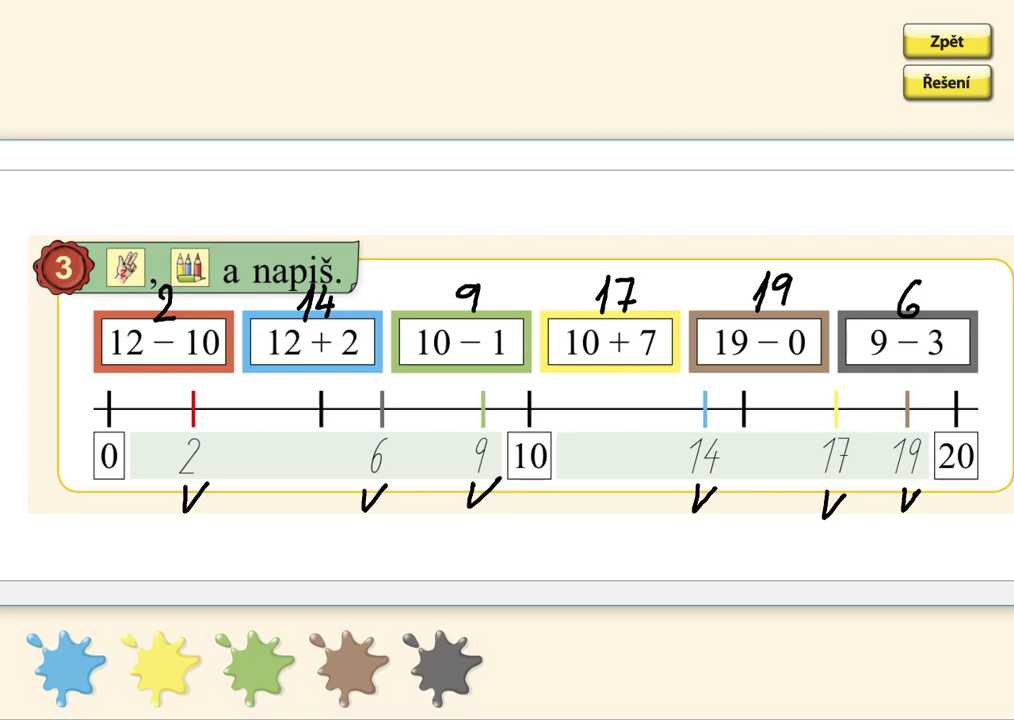 Zpět
Řešení
3 , a napiš.
2 14 9 17 19 6
12 − 10 12 + 2 10 − 1 10 + 7 19 − 0 9 − 3
0 2 6 9 10 14 17 19 20